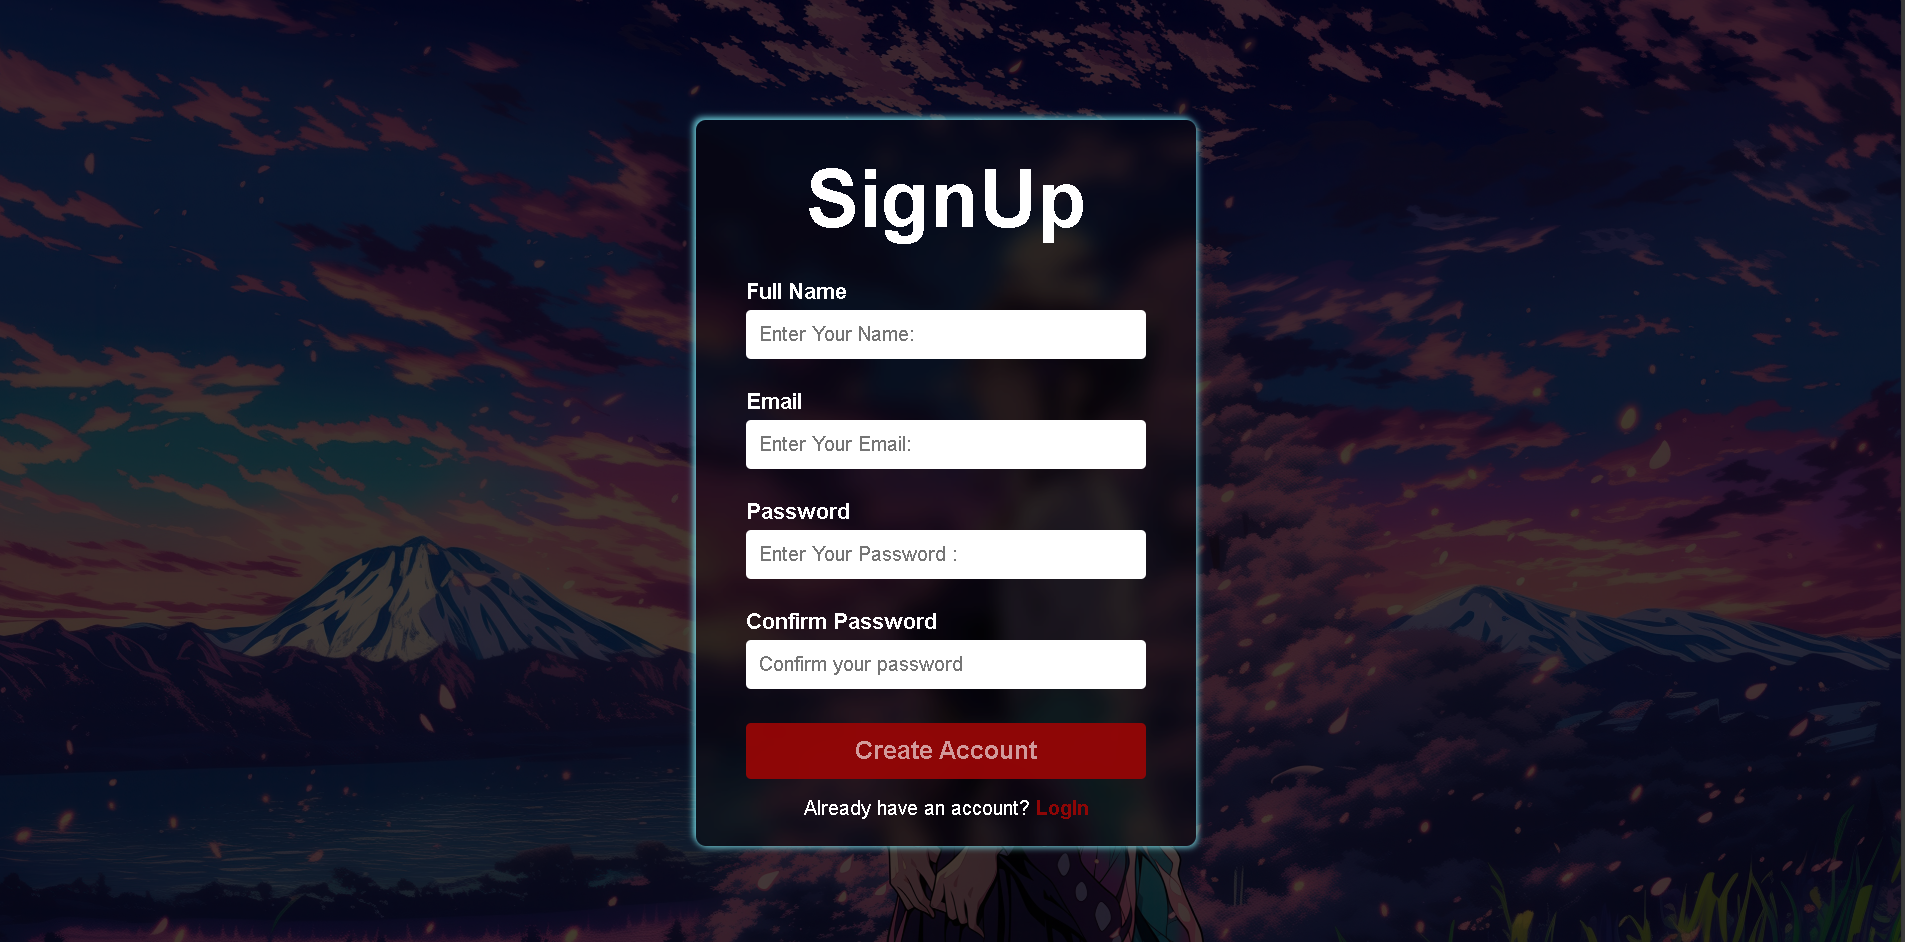 SignUp
Full Name
Enter Your Name:
Email
Enter Your Email:
Password
Enter Your Password :
Confirm Password
Confirm your password
Create Account
Already have an account? LogIn